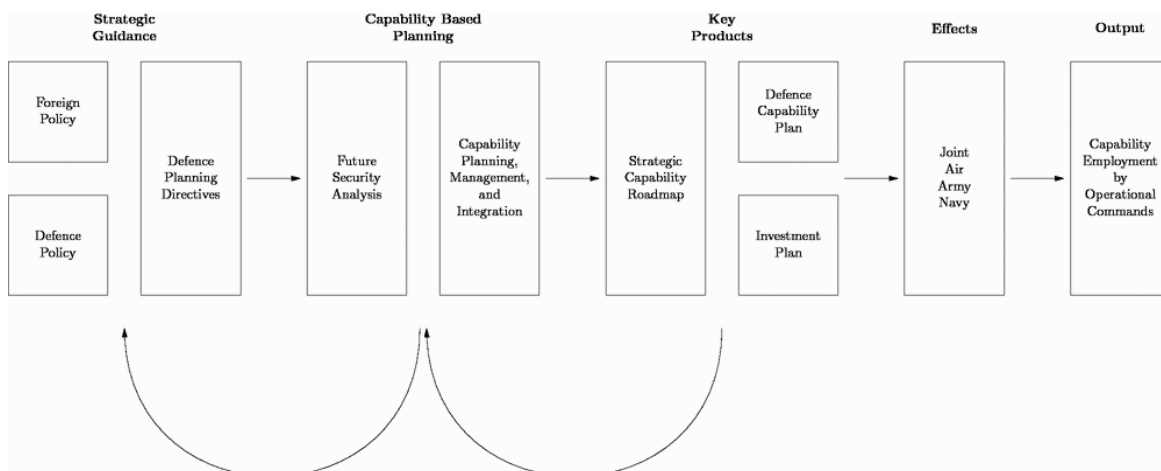 Strategic
Guidance
Capability Based
Planning
Key
Products
Effects
Output
Foreign
Policy
Defence
Policy
Defence
Planning
Directives
Future
Security
Analysis
Capability
Planning,
Management,
and
Integration
Strategic
Capability
Roadmap
Defence
Capability
Plan
Investment
Plan
Joint
Air
Army
Navy
Capability
Employment
by
Operational
Commands